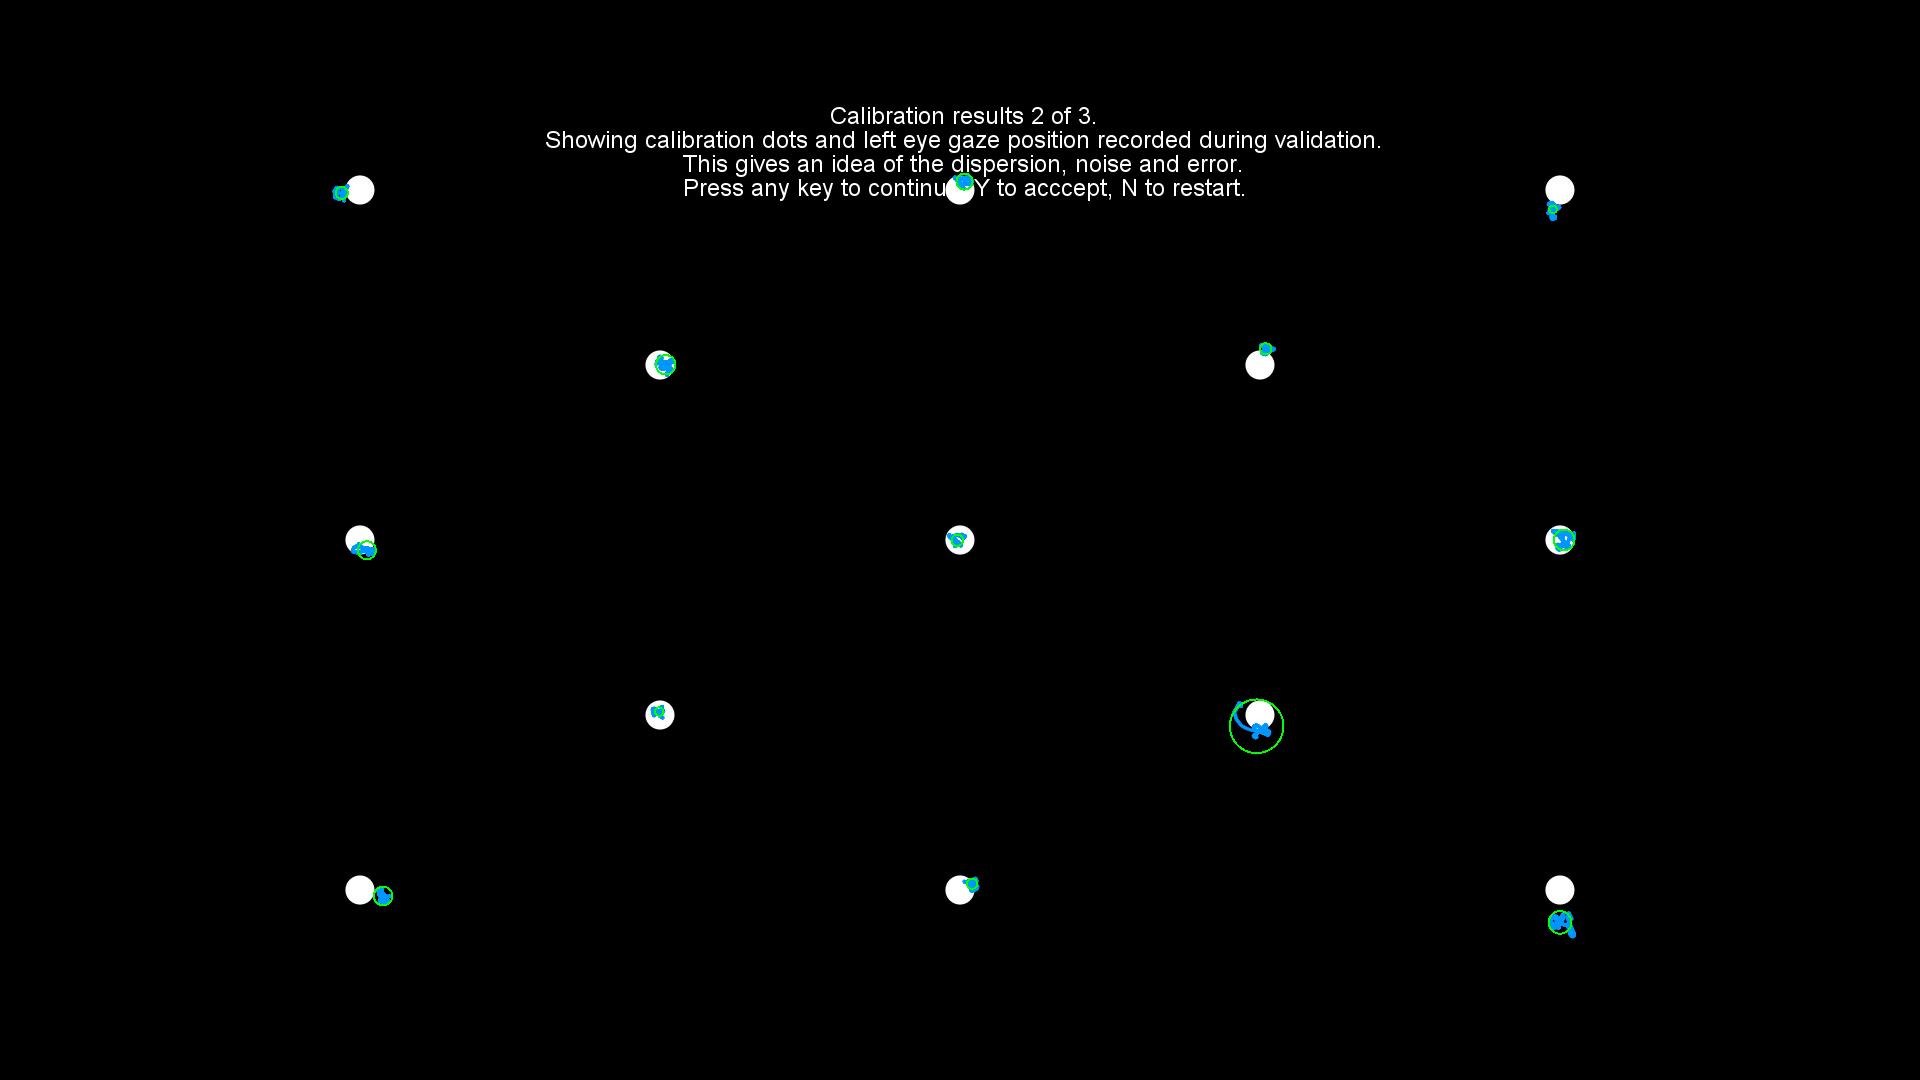 Calibration results 2 of 3.
Showing calibration dots and left eye gaze position recorded during validation.
This gives an idea of the dispersion, noise and error.
Press any key to continu Y to acccept, N to restart.